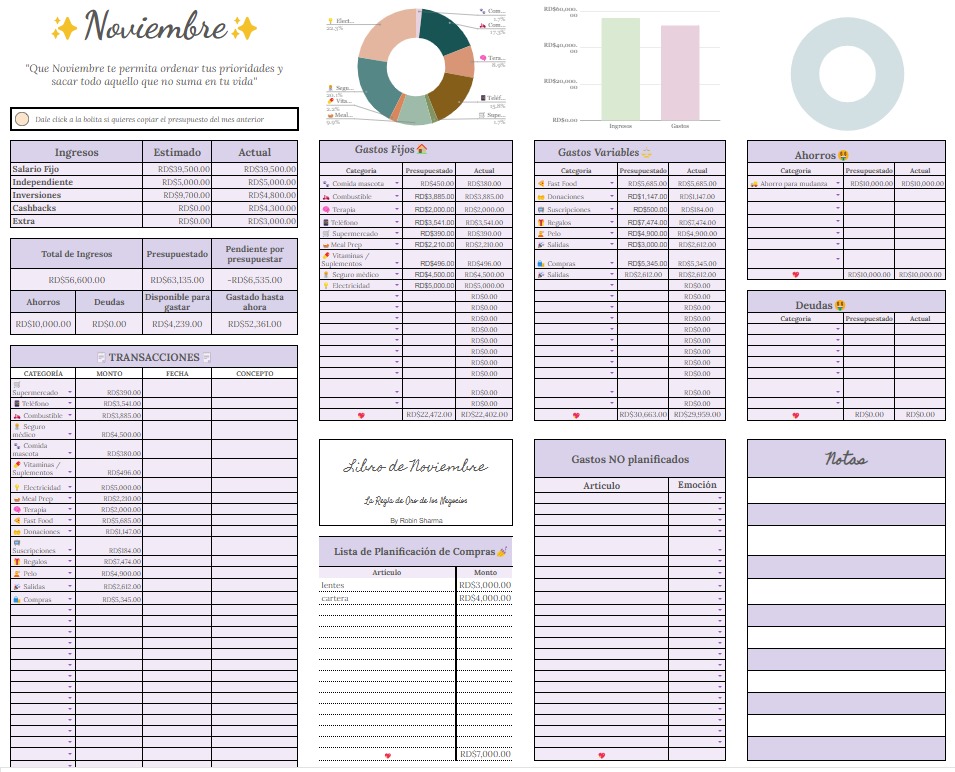 Noviembre
"Que Noviembre te permita ordenar tus prioridades y
sacar todo aquello que no suma en tu vida"
Dale click a la bolita si quieres copiar el presupuesto del mes anterior
Ingresos Estimado Actual
Salario Fijo RD$39,500.00 RD$39,500.00
Independiente RD$5,000.00 RD$5,000.00
Inversiones RD$9,700.00 RD$4,800.00
Cashbacks RD$0.00 RD$4,300.00
Extra RD$0.00 RD$3,000.00
Total de Ingresos Presupuestado Pendiente por
presupuestar
RD$56,600.00 RD$63,135.00 -RD$6,535.00
Ahorros Deudas Disponible para
gastar Gastado hasta
ahora
RD$10,000.00 RD$0.00 RD$4,239.00 RD$52,361.00
TRANSACCIONES
CATEGORÍA MONTO FECHA CONCEPTO
Supermercado RD$390.00
Teléfono RD$3,541.00
Combustible RD$3,885.00
Seguro
médico RD$4,500.00
Comida
mascota RD$380.00
Vitaminas /
Suplementos RD$496.00
Electricidad RD$5,000.00
Meal Prep RD$2,210.00
Terapia RD$2,000.00
Fast Food RD$5,685.00
Donaciones RD$1,147.00
Suscripciones RD$184.00
Regalos RD$7,474.00
Pelo RD$4,900.00
Salidas RD$2,612.00
Compras RD$5,345.00
Elect...
22.3%
Sego...
20.1%
Vita...
2.2%
Meal...
9.9%
Com...
1.7%
Com...
17.3%
Tera...
8.9%
Teléf...
15.8%
Supe...
1.7%
Gastos Fijos
Categoria Presupuestado Actual
Comida mascota RD$450.00 RD$380.00
Combustible RD$3,885.00 RD$3,885.00
Terapia RD$2,000.00 RD$2,000.00
Teléfono RD$3,541.00 RD$3,541.00
Supermercado RD$390.00 RD$390.00
Meal Prep RD$2,210.00 RD$2,210.00
Vitaminas /
Suplementos RD$496.00 RD$496.00
Seguro médico RD$4,500.00 RD$4,500.00
Electricidad RD$5,000.00 RD$5,000.00
RD$0.00
RD$0.00
RD$0.00
RD$0.00
RD$0.00
RD$0.00
RD$0.00
RD$0.00
RD$0.00
RD$0.00
RD$22,472.00 RD$22,402.00
Libro de Noviembre
La Regla de Oro de los Negocios
By Robin Sharma
Lista de Planificación de Compras
Articulo Monto
lentes RD$3,000.00
cartera RD$4,000.00
RD$7,000.00
RD$60,000.
00
RD$40,000.
00
RD$20,000.
00
RD$0.00
Ingresos Gastos
Gastos Variables
Categoria Presupuestado Actual
Fast Food RD$5,685.00 RD$5,685.00
Donaciones RD$1,147.00 RD$1,147.00
Suscripciones RD$500.00 RD$184.00
Regalos RD$7,474.00 RD$7,474.00
Pelo RD$4,900.00 RD$4,900.00
Salidas RD$3,000.00 RD$2,612.00
Compras RD$5,345.00 RD$5,345.00
Salidas RD$2,612.00 RD$2,612.00
RD$0.00
RD$0.00
RD$0.00
RD$0.00
RD$0.00
RD$0.00
RD$0.00
RD$0.00
RD$0.00
RD$0.00
RD$0.00
RD$30,663.00 RD$29,959.00
Gastos NO planificados
Articulo Emoción
Ahorros
Categoria Presupuestado Actual
Ahorro para mudanza RD$10,000.00 RD$10,000.00
RD$10,000.00 RD$10,000.00
Deudas
Categoria Presupuestado Actual
RD$0.00 RD$0.00
Notas